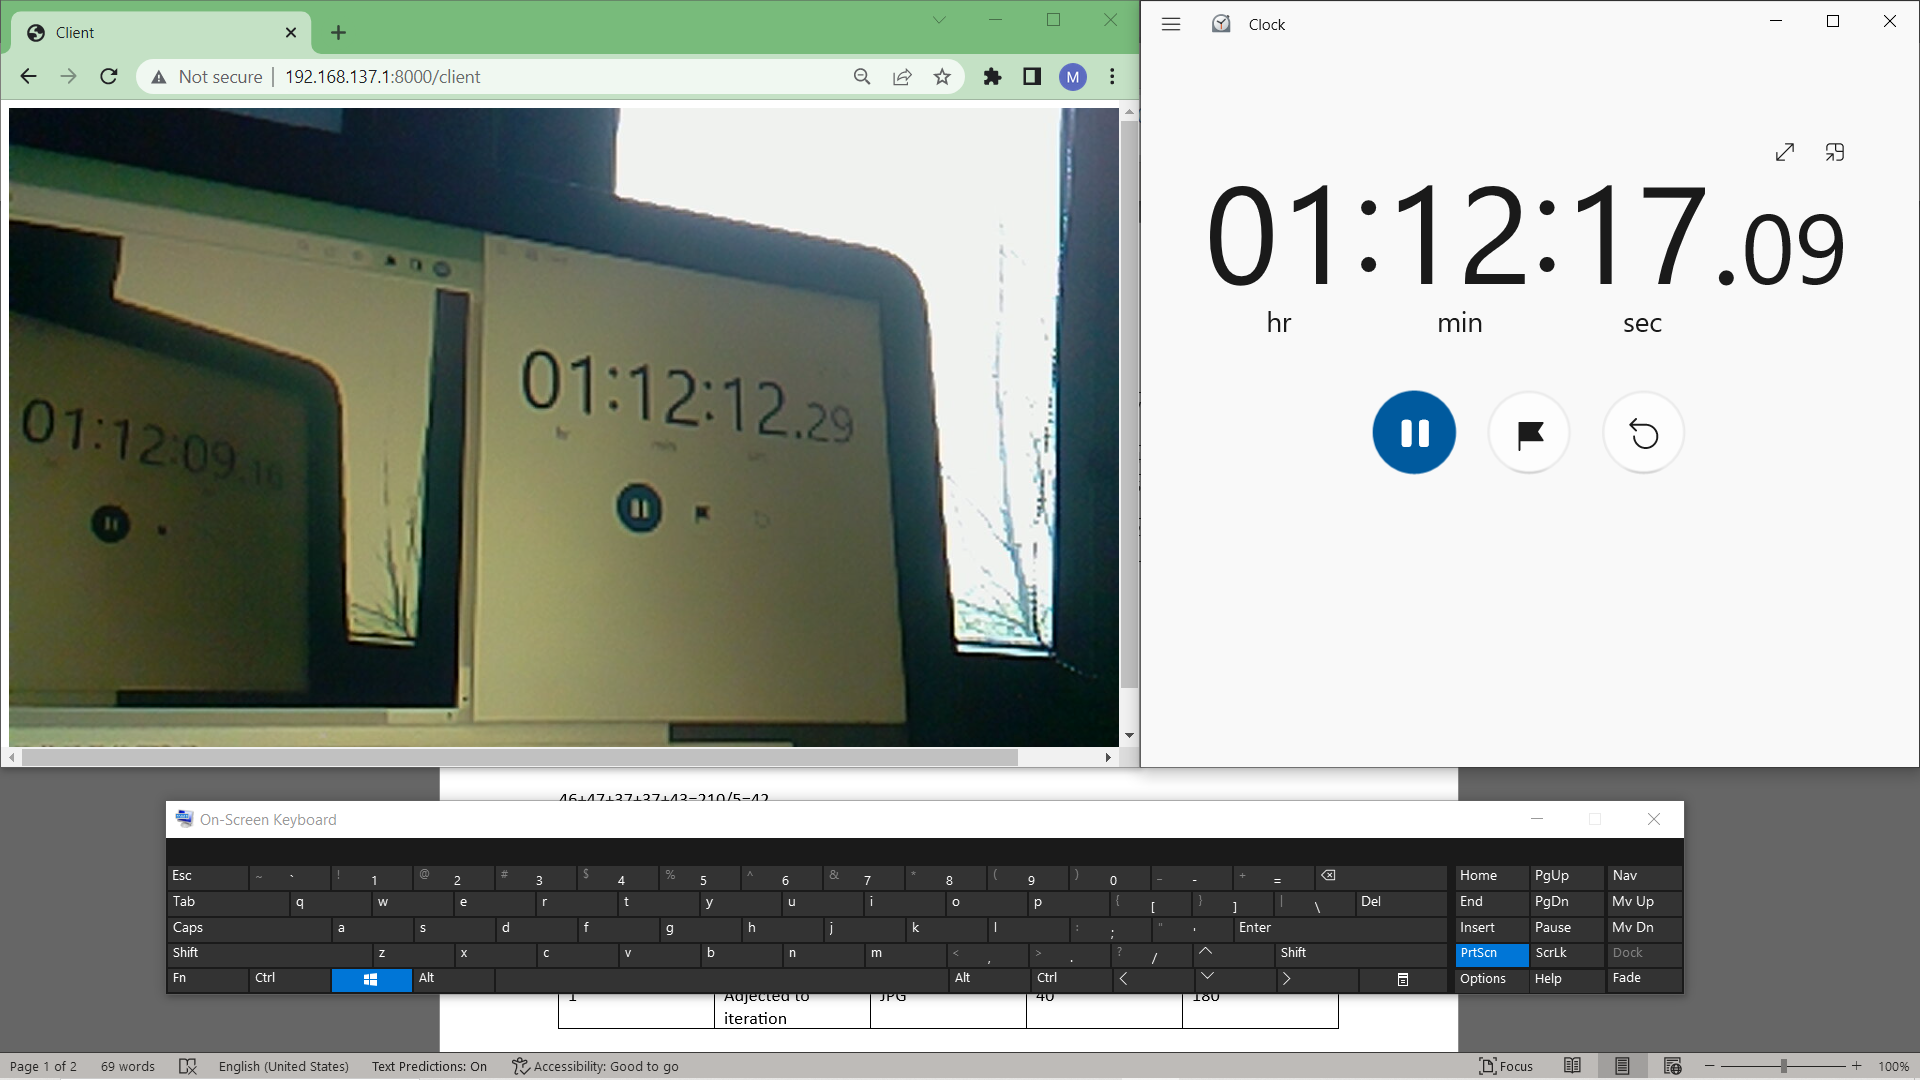 Client
Not secure
192.168.137.1:8000/client
M
01:12:09.16
01:12:12.29
hr
min
Clock
01:12:17.09
hr
min
sec
46+47+37+37+43=210/5=42
On-Screen Keyboard
Esc ~ ` ! 1 @ 2 # 3 $ 4 % 5 ^ 6 & 7 * 8 ( 9 ) 0 _ - + = Home PgUp Nav
Tab q w e r t y u i o p { [ } ] | \ Del End PgDn Mv Up
Caps a s d f g h j k l : ; " ' Enter Insert Pause Mv Dn
Shift z x c v b n m < , > . ? / Shift PrtScn ScrLk Dock
Fn Ctrl Alt Alt Ctrl Options Help Fade
1 Adjected to JPG 40 180
iteration
Page 1 of 2 69 words English (United States) Text Predictions: On Accessibility: Good to go Focus 100%